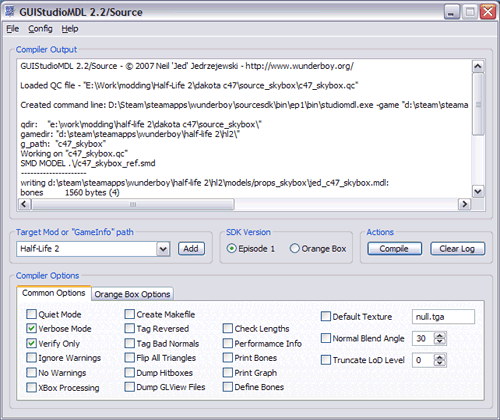 GUIStudioMDL 2.2/Source
File Config Help
Compiler Output
GUIStudioMDL 2.2/Source - © 2007 Neil 'Jed' Jedrzejewski - http://www.wunderboy.org/
Loaded QC file - "E:\Work\modding\Half-Life 2\dakota c47\source_skybox\c47_skybox.qc"
Created command line: D:\Steam\steamapps\wunderboy\sourcesdk\bin\ep1\bin\studiomdl.exe -game "d:\steam\steama
qdir: "e:\work\modding\half-life 2\dakota c47\source_skybox\"
gamedir: "d:\steam\steamapps\wunderboy\half-life 2\hl2\"
g_path: "c47_skybox"
Working on "c47_skybox.qc"
SMD MODEL .\/c47_skybox_ref.smd
---------------------
writing d:\steam\steamapps\wunderboy\half-life 2\hl2\models/props_skybox\jed_c47_skybox.mdl:
bones 1560 bytes (4)
Target Mod or "GameInfo" path
Half-Life 2
Add
SDK Version
Episode 1
Orange Box
Actions
Compile
Clear Log
Compiler Options
Common Options
Orange Box Options
Quiet Mode
Verbose Mode
Verify Only
Ignore Warnings
No Warnings
XBox Processing
Create Makefile
Tag Reversed
Tag Bad Normals
Flip All Triangles
Dump Hitboxes
Dump GLView Files
Check Lengths
Performamce Info
Print Bones
Print Graph
Define Bones
Default Texture
null.tga
Normal Blend Angle
30
Truncate LoD Level
0